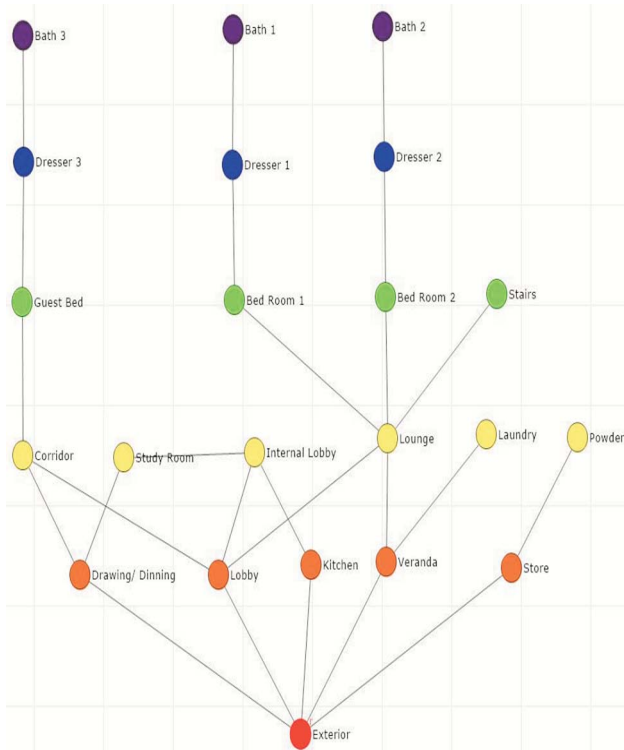 Bath 3
Bath 1
Bath 2
Dresser 3
Dresser 1
Dresser 2
Guest Bed
Bed Room 1
Bed Room 2
Stairs
Corridor
Study Room
Internal Lobby
Lounge
Laundry
Powder
Drawing/ Dinning
Lobby
Kitchen
Veranda
Store
Exterior